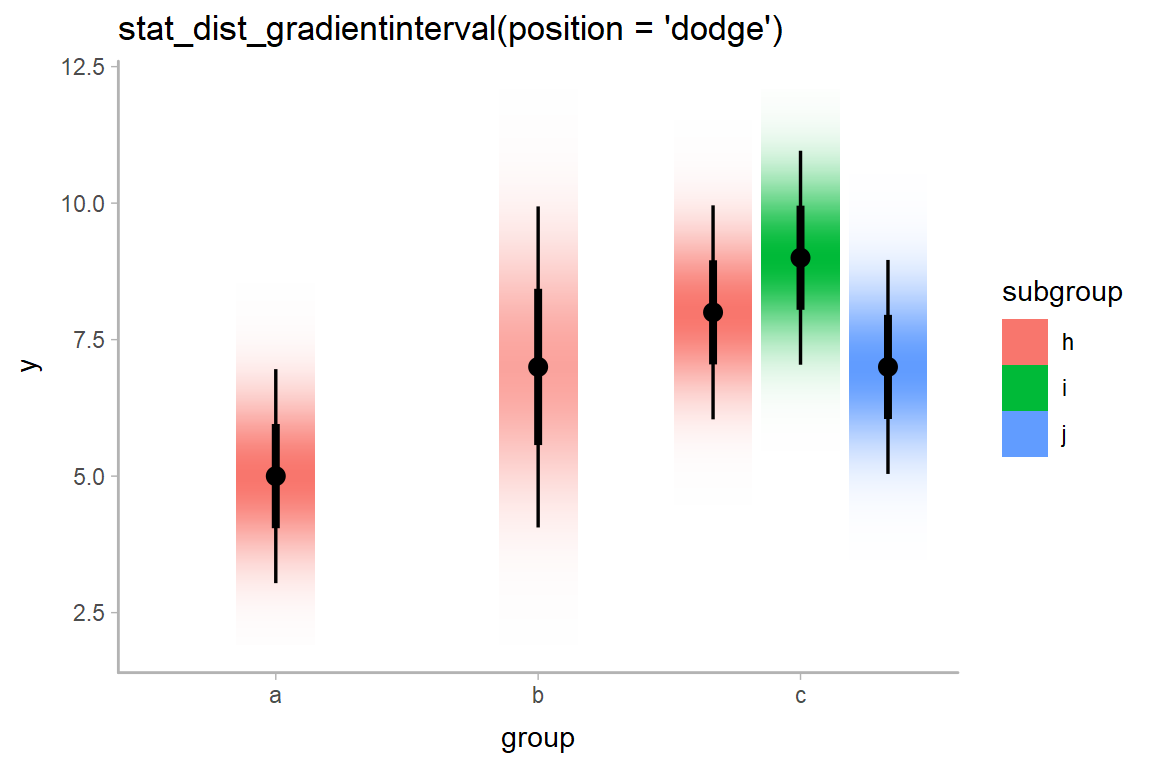 stat_dist_gradientinterval(position = 'dodge')
12.5
10.0
7.5
5.0
2.5
y
a
b
c
group
subgroup
h
i
j